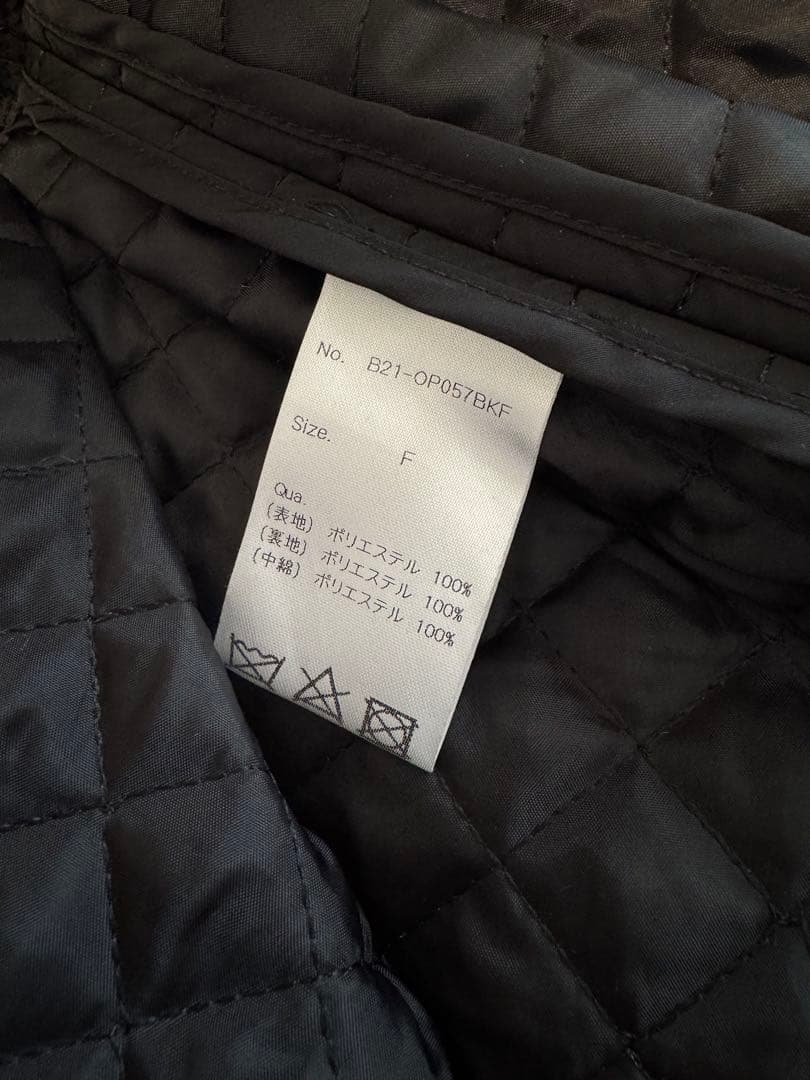 No. B21-OP057BKF
Size. F
Qua.
(表地) ポリエステル 100%
(裏地) ポリエステル 100%
(中綿) ポリエステル 100%